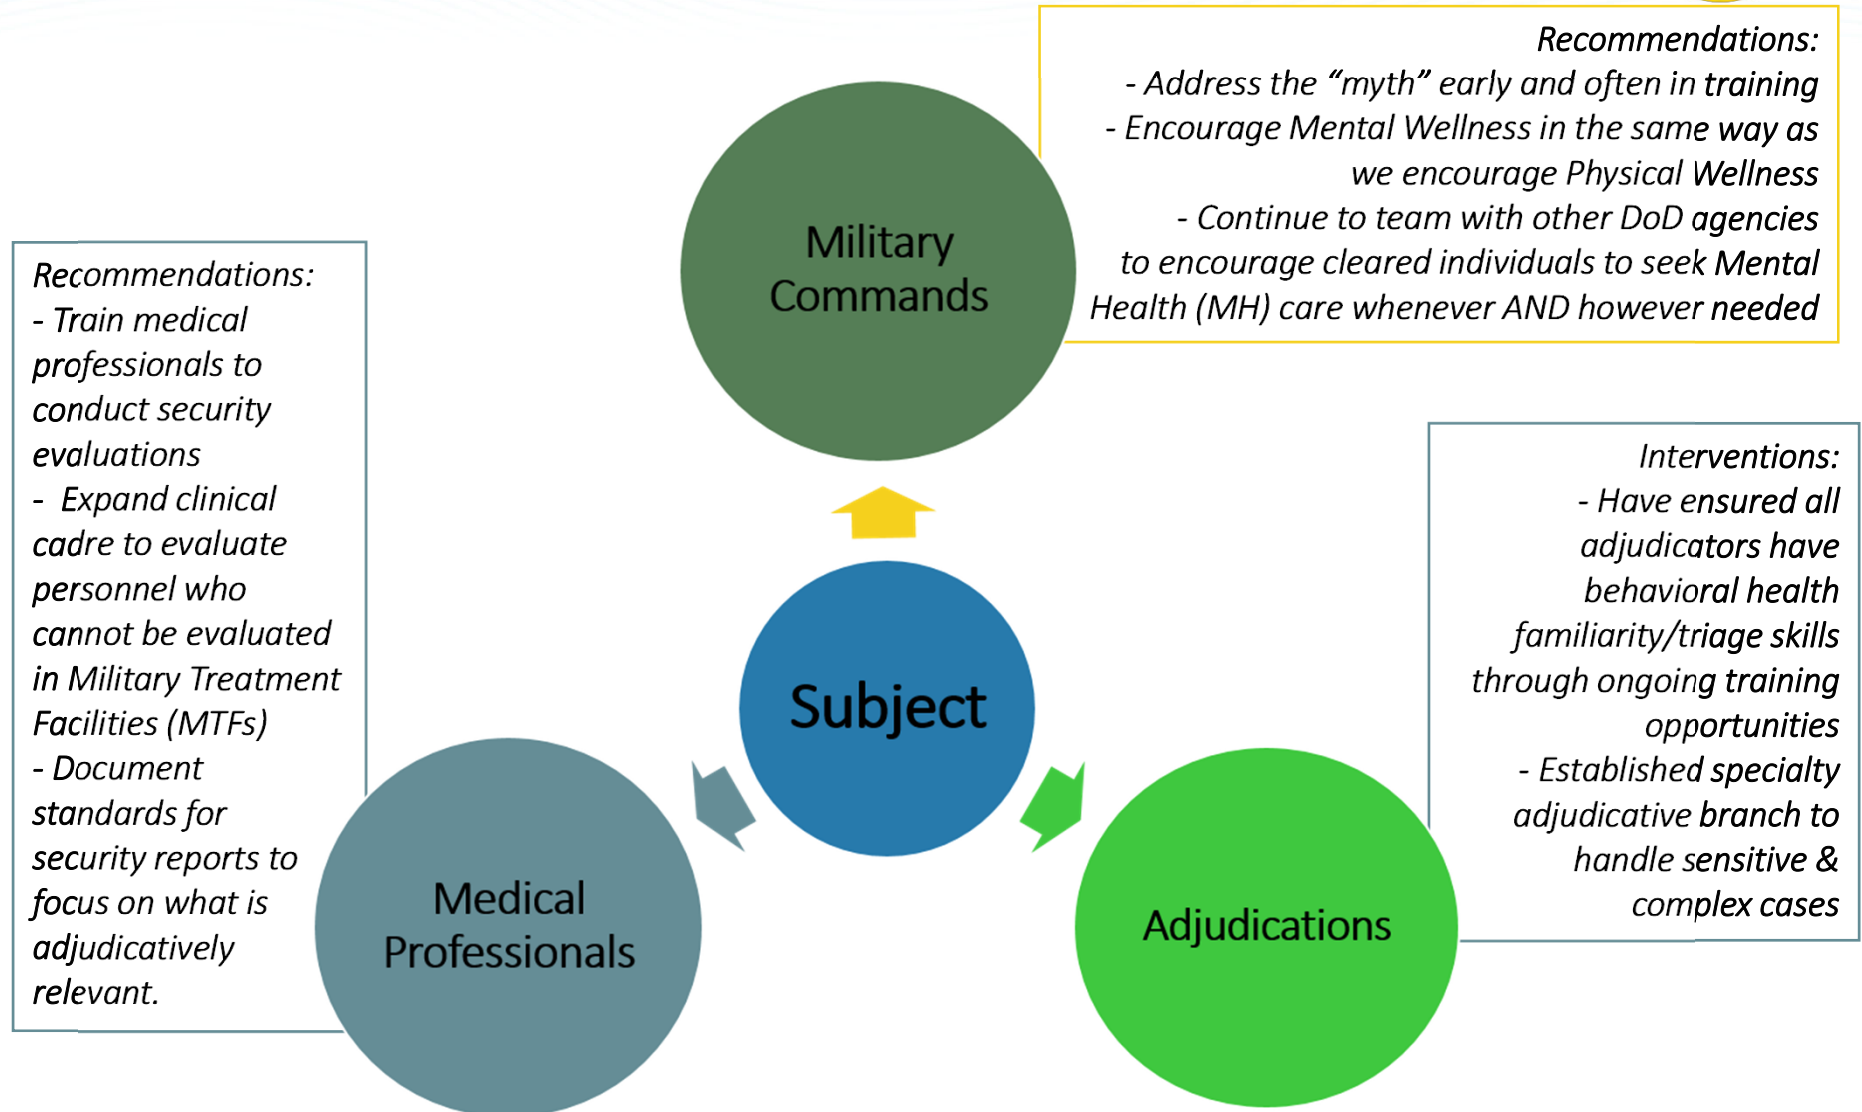 Recommendations:
- Address the “myth” early and often in training
- Encourage Mental Wellness in the same way as
we encourage Physical Wellness
- Continue to team with other DoD agencies
to encourage cleared individuals to seek Mental
Health (MH) care whenever AND however needed
Military
Commands
Recommendations:
- Train medical
professionals to
conduct security
evaluations
- Expand clinical
cadre to evaluate
personnel who
cannot be evaluated
in Military Treatment
Facilities (MTFs)
- Document
standards for
security reports to
focus on what is
adjudicatively
relevant.
Subject
Interventions:
- Have ensured all
adjudicators have
behavioral health
familiarity/triage skills
through ongoing training
opportunities
- Established specialty
adjudicative branch to
handle sensitive &
complex cases
Medical
Professionals
Adjudications